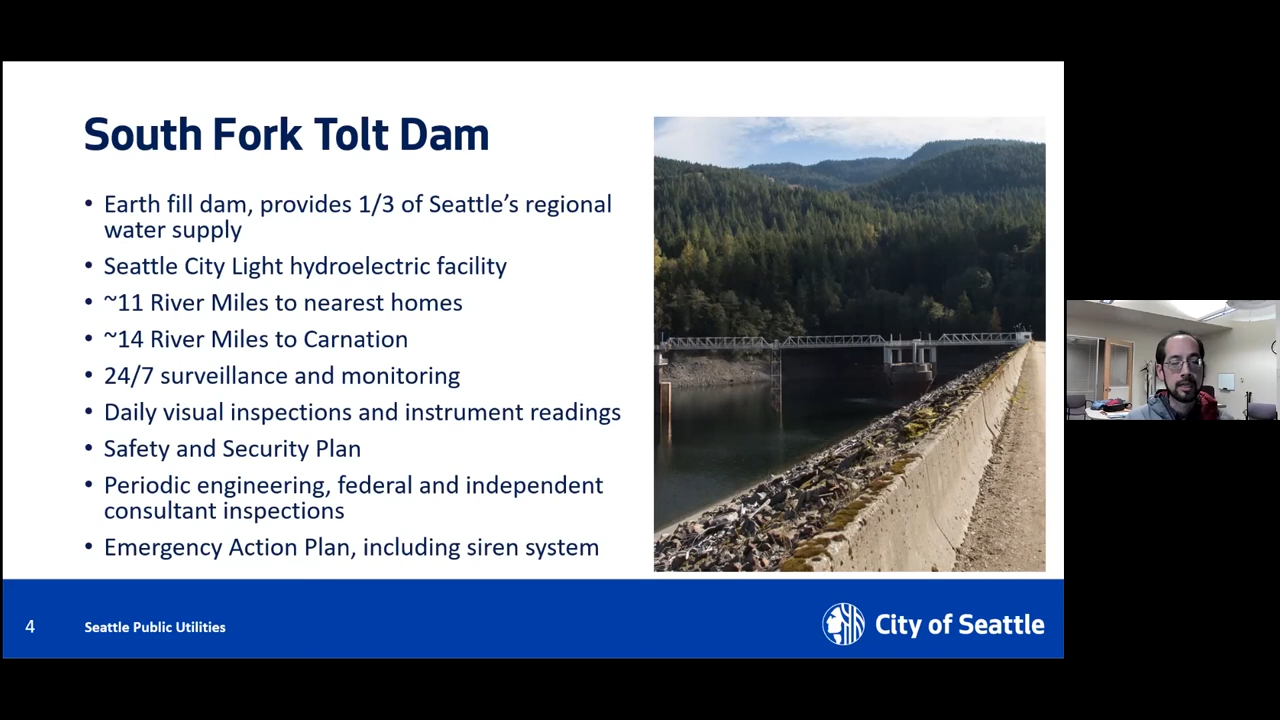 South Fork Tolt Dam
• Earth fill dam, provides 1/3 of Seattle’s regional
water supply
• Seattle City Light hydroelectric facility
• ~11 River Miles to nearest homes
• ~14 River Miles to Carnation
• 24/7 surveillance and monitoring
• Daily visual inspections and instrument readings
• Safety and Security Plan
• Periodic engineering, federal and independent
consultant inspections
• Emergency Action Plan, including siren system
4 Seattle Public Utilities City of Seattle